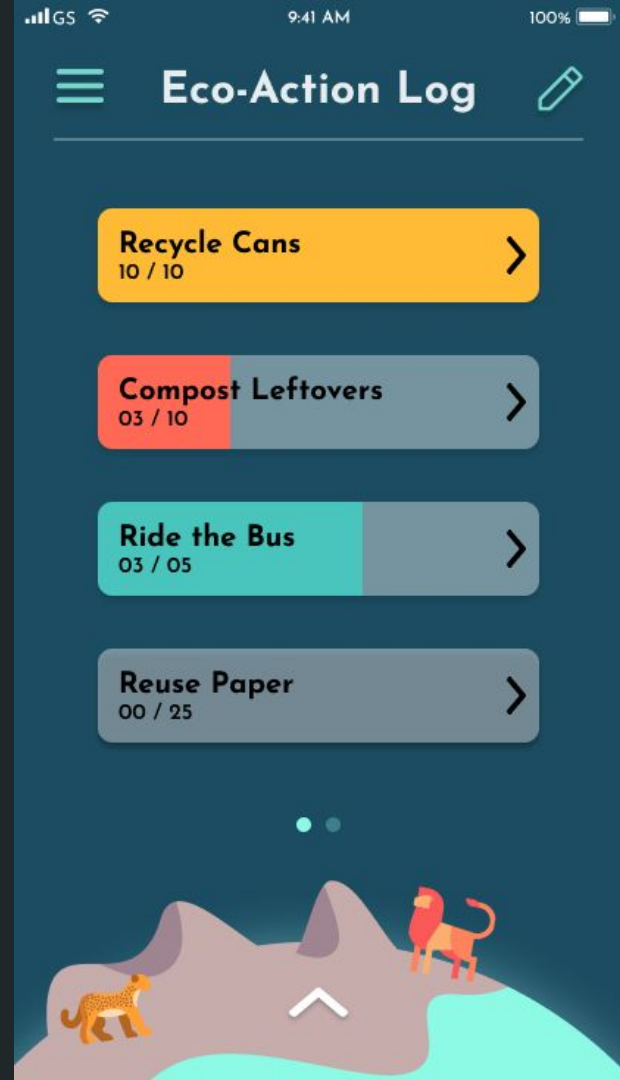 GS 9:41 AM 100%
Eco-Action Log
Recycle Cans
10 / 10
Compost Leftovers
03 / 10
Ride the Bus
03 / 05
Reuse Paper
00 / 25